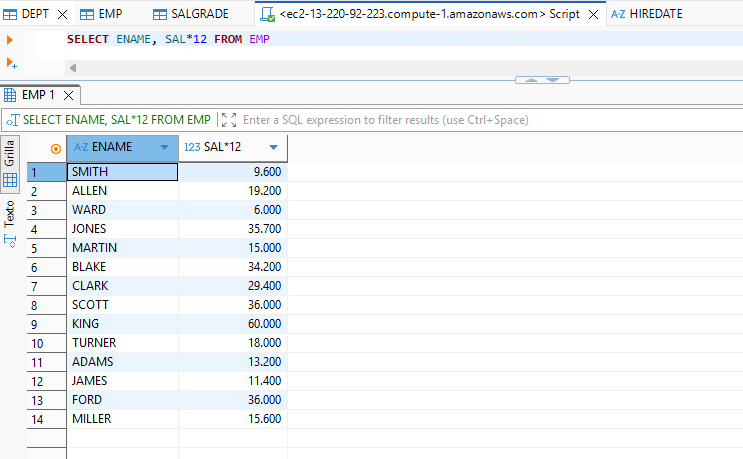 DEPT EMP SALGRADE <ec2-13-220-92-223.compute-1.amazonaws.com> Script HIREDATE
SELECT ENAME, SAL*12 FROM EMP
EMP 1
SELECT ENAME, SAL*12 FROM EMP Enter a SQL expression to filter results (use Ctrl+Space)
Grilla
Texto
A-Z ENAME 123 SAL*12
1 SMITH 9.600
2 ALLEN 19.200
3 WARD 6.000
4 JONES 35.700
5 MARTIN 15.000
6 BLAKE 34.200
7 CLARK 29.400
8 SCOTT 36.000
9 KING 60.000
10 TURNER 18.000
11 ADAMS 13.200
12 JAMES 11.400
13 FORD 36.000
14 MILLER 15.600